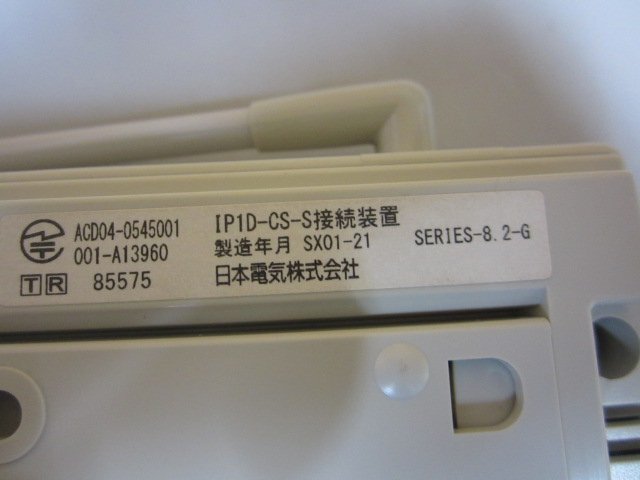 ACD04-0545001
001-A13960
T R 85575
IP1D-CS-S接続装置
製造年月 SX01-21
日本電気株式会社
SERIES-8.2-G